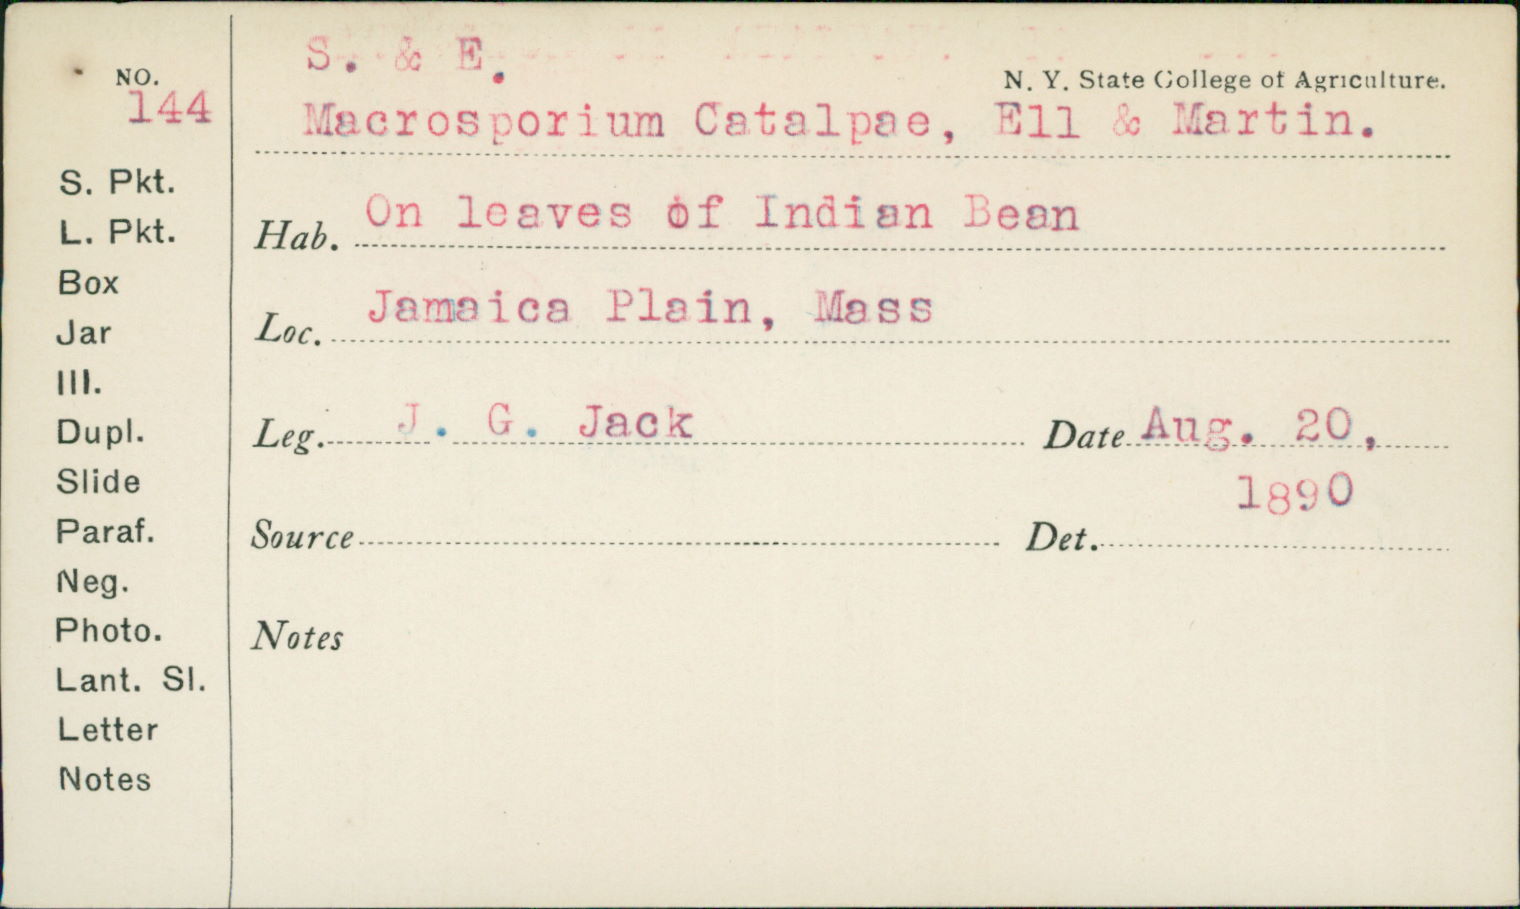 S. & E.
NO.
N. Y. State College of Agriculture.
144
Macrosporium Catalpae, Ell & Martin.
S. Pkt.
L. Pkt.
Box
Jar
Ill.
Dupl.
Slide
Paraf.
Neg.
Photo.
Lant. Sl.
Letter
Notes
Hab. On leaves of Indian Bean
Loc. Jamaica Plain, Mass
Leg. J. G. Jack Date Aug. 20,
1890
Source Det.
Notes